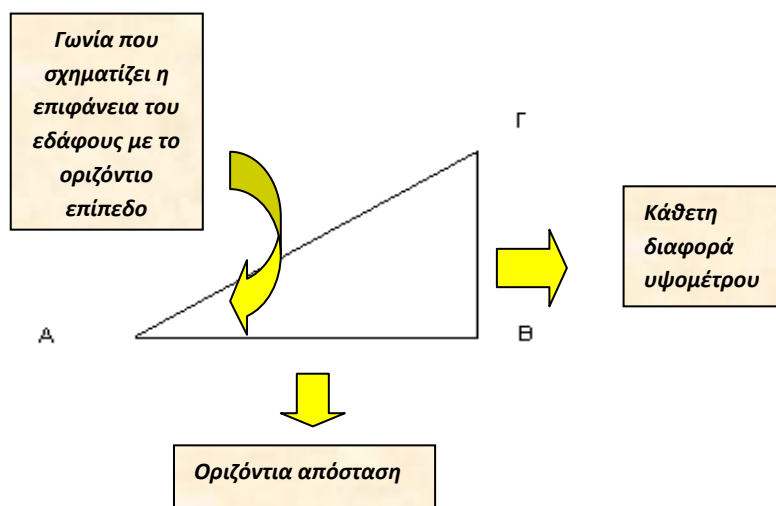 Γωνία που
σχηματίζει η
επιφάνεια του
εδάφους με το
οριζόντιο
επίπεδο
Γ
Κάθετη
διαφορά
υψομέτρου
Α
Β
Οριζόντια απόσταση